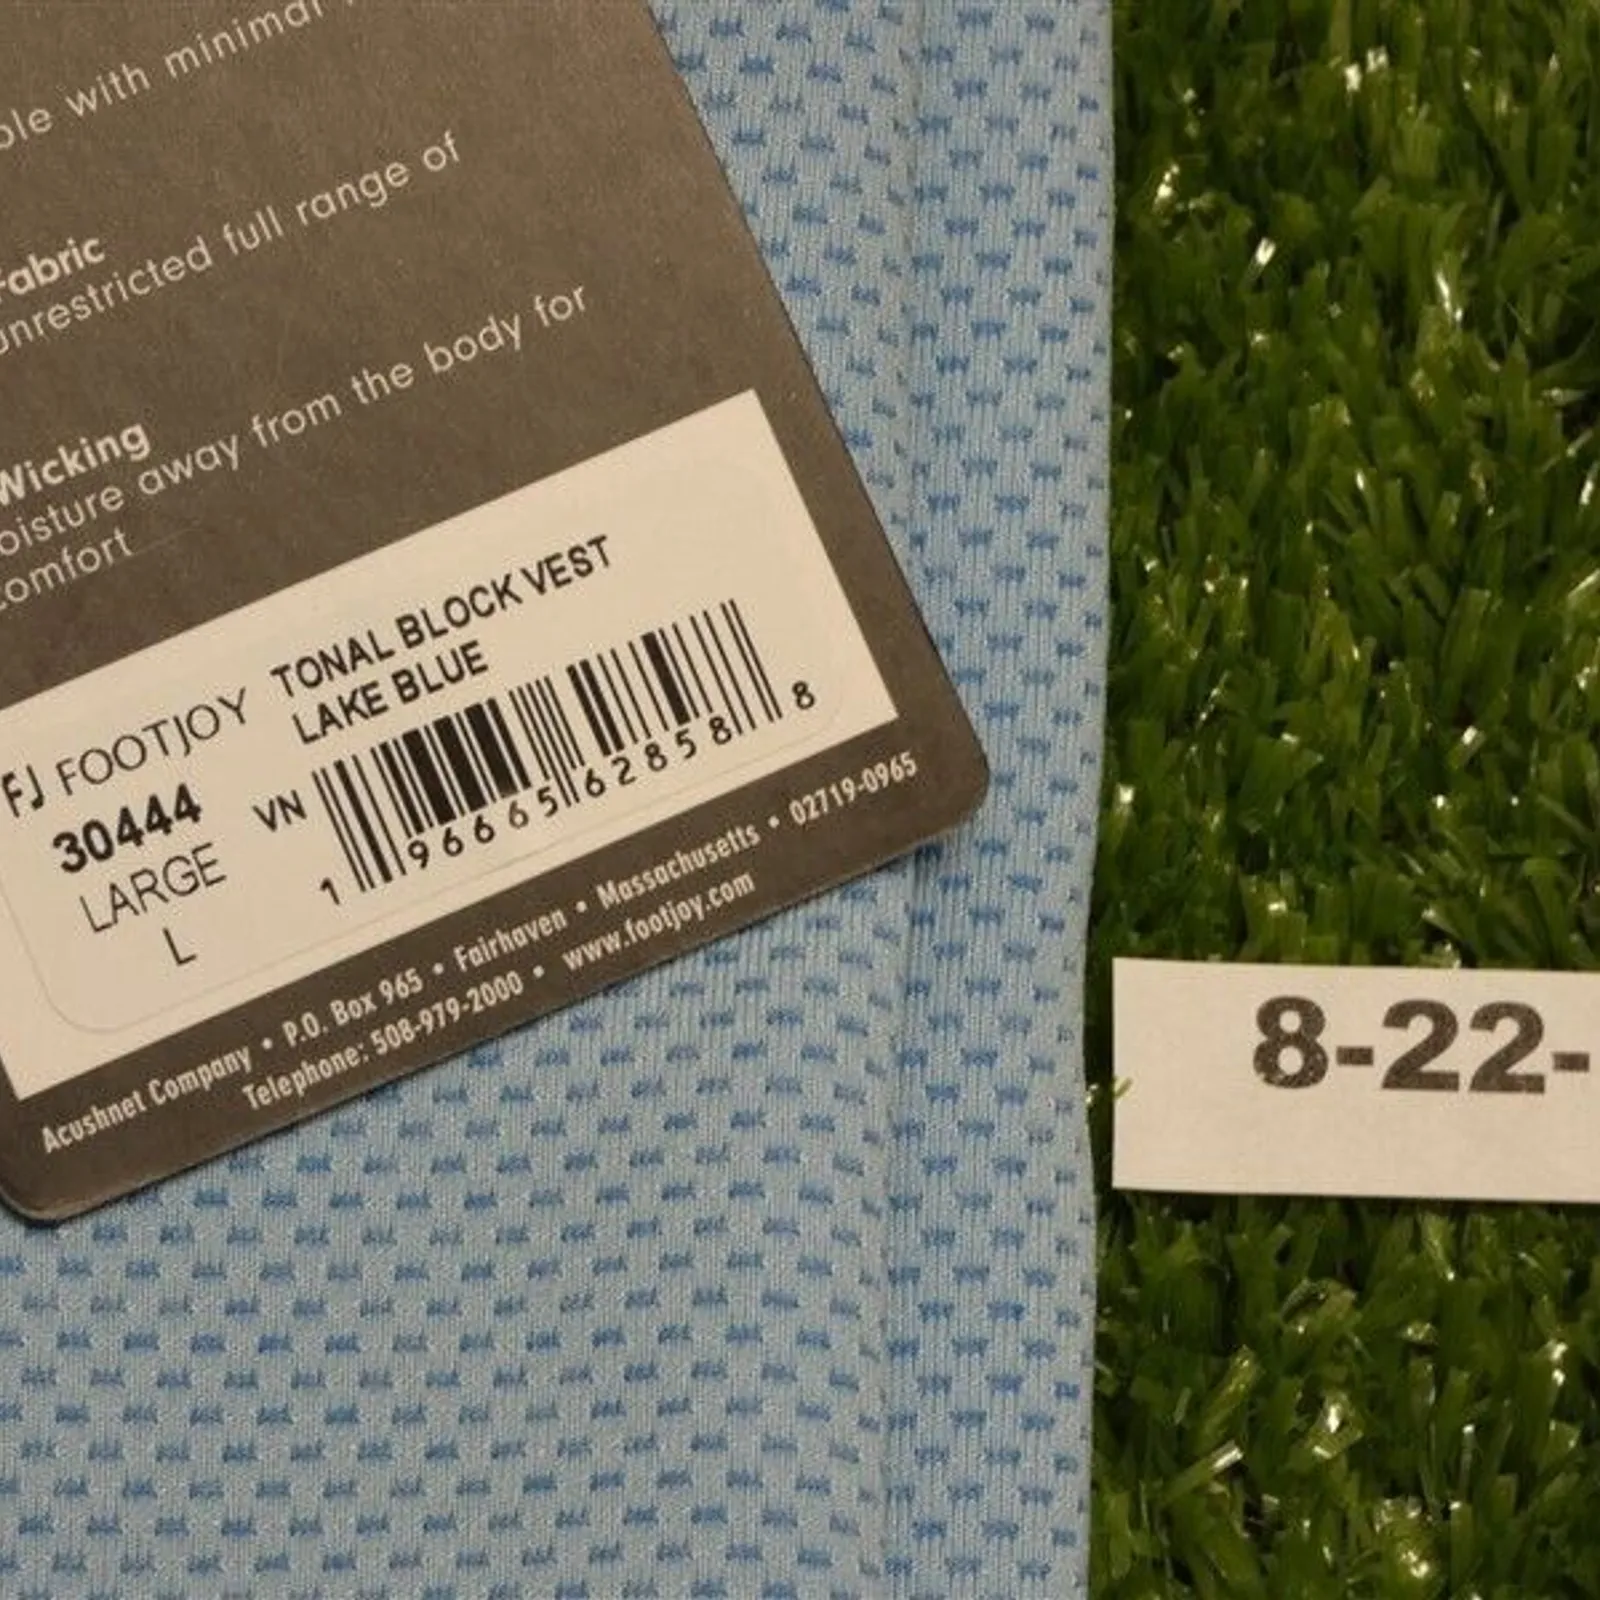 with minimal
Fabric
unrestricted full range of
Wicking
away from the body for
comfort
FJ FOOTJOY
TONAL BLOCK VEST
LAKE BLUE
30444
LARGE
L
VN
1 96665 62858 8
Acushnet Company • P.O. Box 965 • Fairhaven • Massachusetts • 02719-0965
Telephone: 508-979-2000 • www.footjoy.com
8-22-